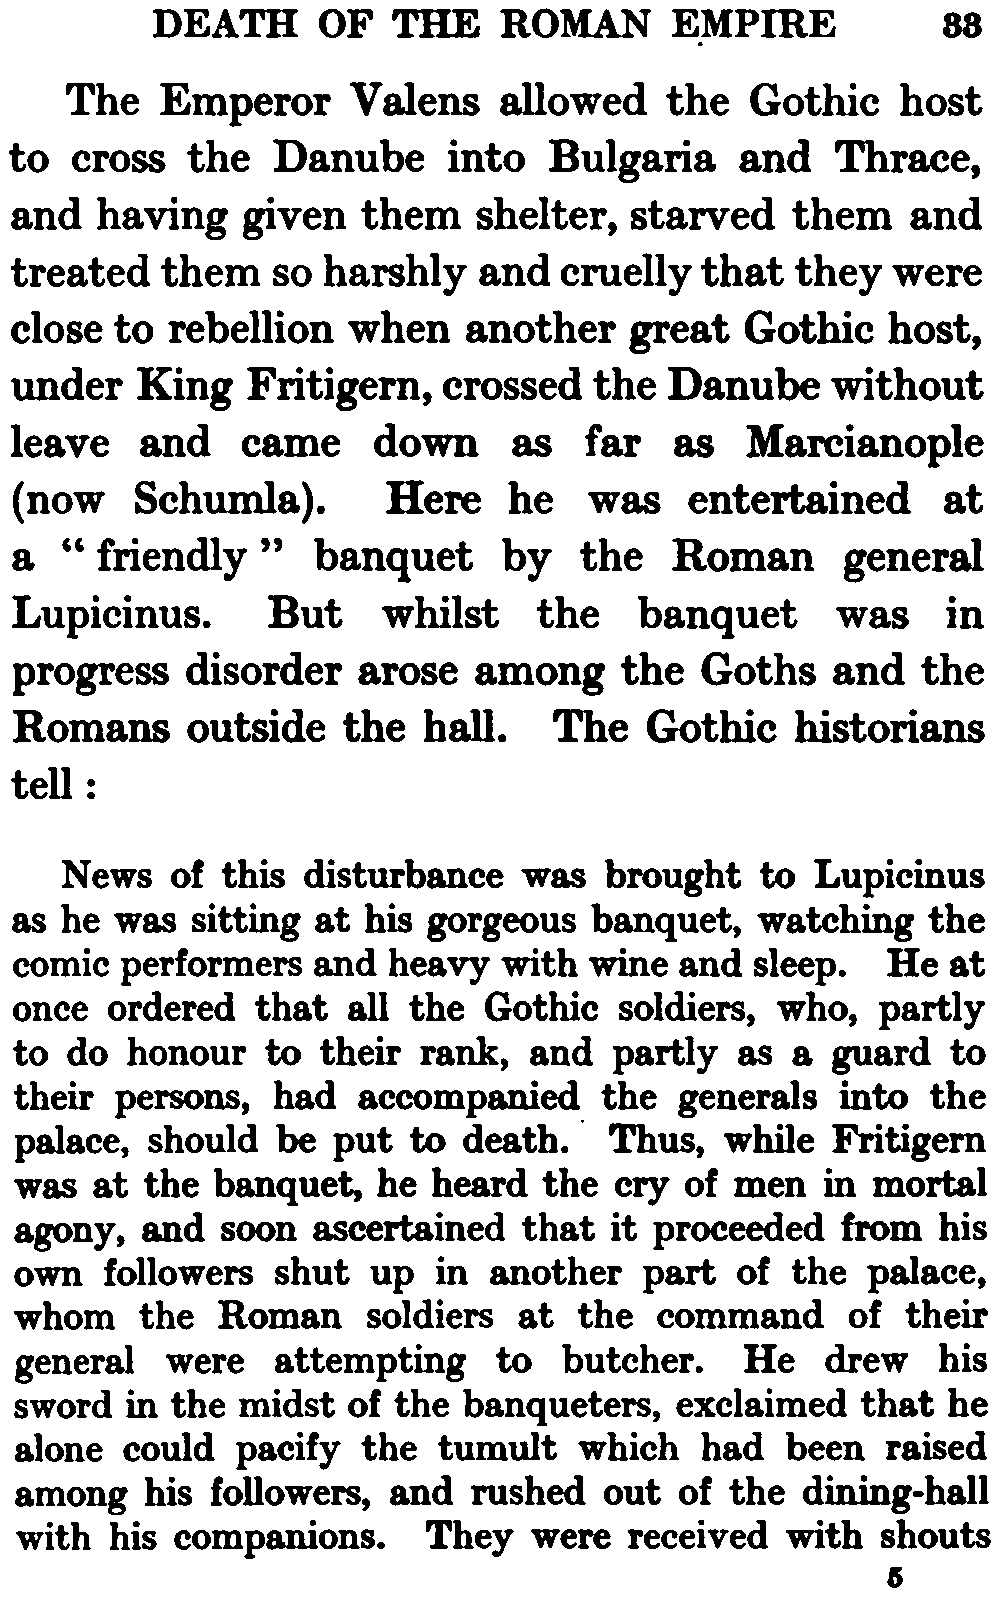 DEATH OF THE ROMAN EMPIRE 33
The Emperor Valens allowed the Gothic host
to cross the Danube into Bulgaria and Thrace,
and having given them shelter, starved them and
treated them so harshly and cruelly that they were
close to rebellion when another great Gothic host,
under King Fritigern, crossed the Danube without
leave and came down as far as Marcianople
(now Schumla). Here he was entertained at
a “ friendly ” banquet by the Roman general
Lupicinus. But whilst the banquet was in
progress disorder arose among the Goths and the
Romans outside the hall. The Gothic historians
tell :
News of this disturbance was brought to Lupicinus
as he was sitting at his gorgeous banquet, watching the
comic performers and heavy with wine and sleep. He at
once ordered that all the Gothic soldiers, who, partly
to do honour to their rank, and partly as a guard to
their persons, had accompanied the generals into the
palace, should be put to death. Thus, while Fritigern
was at the banquet, he heard the cry of men in mortal
agony, and soon ascertained that it proceeded from his
own followers shut up in another part of the palace,
whom the Roman soldiers at the command of their
general were attempting to butcher. He drew his
sword in the midst of the banqueters, exclaimed that he
alone could pacify the tumult which had been raised
among his followers, and rushed out of the dining-hall
with his companions. They were received with shouts
5